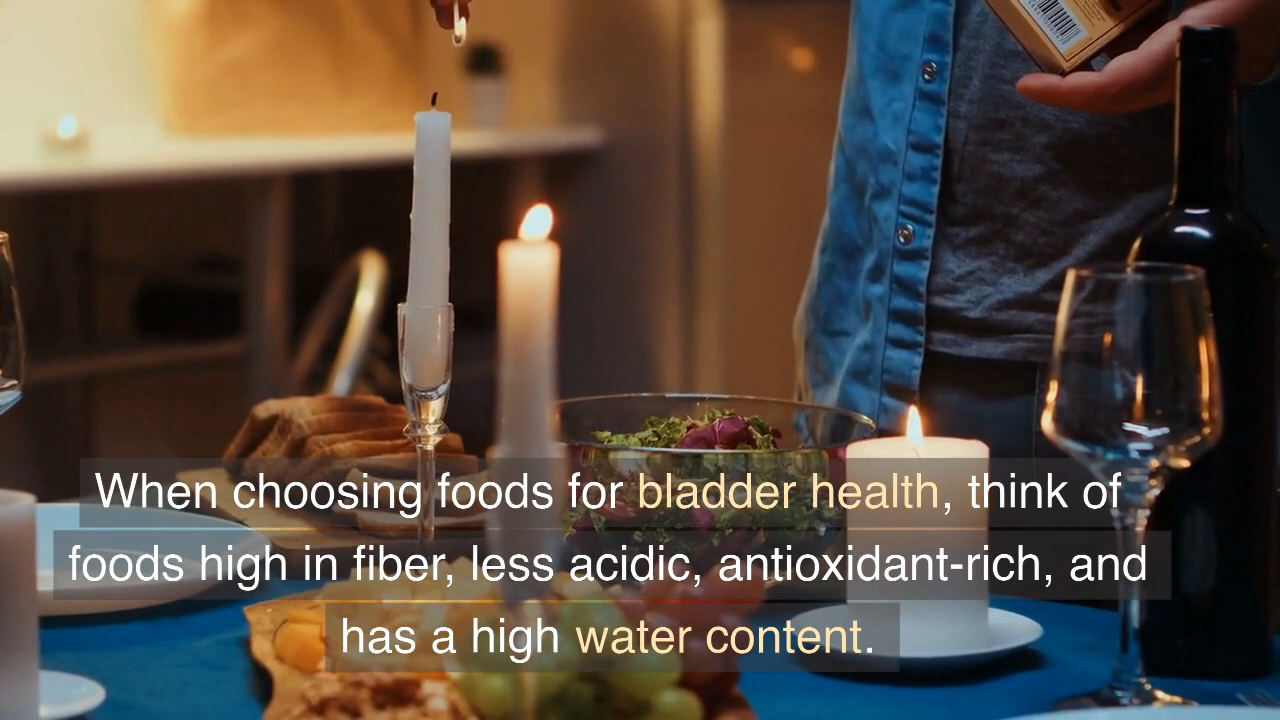 When choosing foods for bladder health, think of
foods high in fiber, less acidic, antioxidant-rich, and
has a high water content.